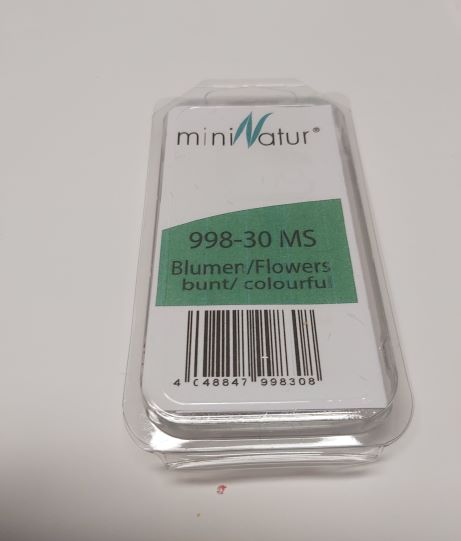 miniNatur®
998-30 MS
Blumen/Flowers
bunt/ colourful
4 048847 998308